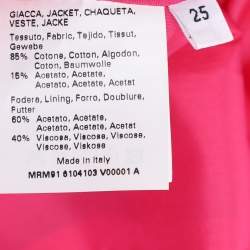 GIACCA, JACKET, CHAQUETA,
VESTE, JACKE
25
Tessuto, Fabric, Tejido, Tissut,
Gewebe
85% Cotone, Cotton, Algodon,
Coton, Baumwolle
15% Acetato, Acetate, Acetato,
Acetat, Acetat
Fodera, Lining, Forro, Doublure,
Futter
60% Acetato, Acetate, Acetato,
Acetat, Acetat
40% Viscosa, Viscose, Viscosa,
Viscose, Viskose
Made in Italy
MRM91 6104103 V00001 A